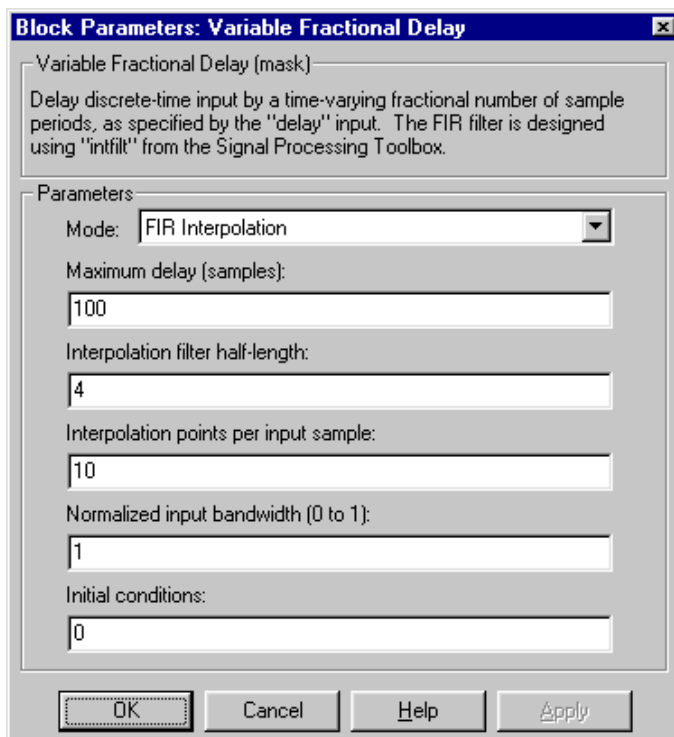 Block Parameters: Variable Fractional Delay
Variable Fractional Delay (mask)
Delay discrete-time input by a time-varying fractional number of sample
periods, as specified by the "delay" input. The FIR filter is designed
using "intfilt" from the Signal Processing Toolbox.
Parameters
Mode: FIR Interpolation
Maximum delay (samples):
100
Interpolation filter half-length:
4
Interpolation points per input sample:
10
Normalized input bandwidth (0 to 1):
1
Initial conditions:
0
OK Cancel Help Apply